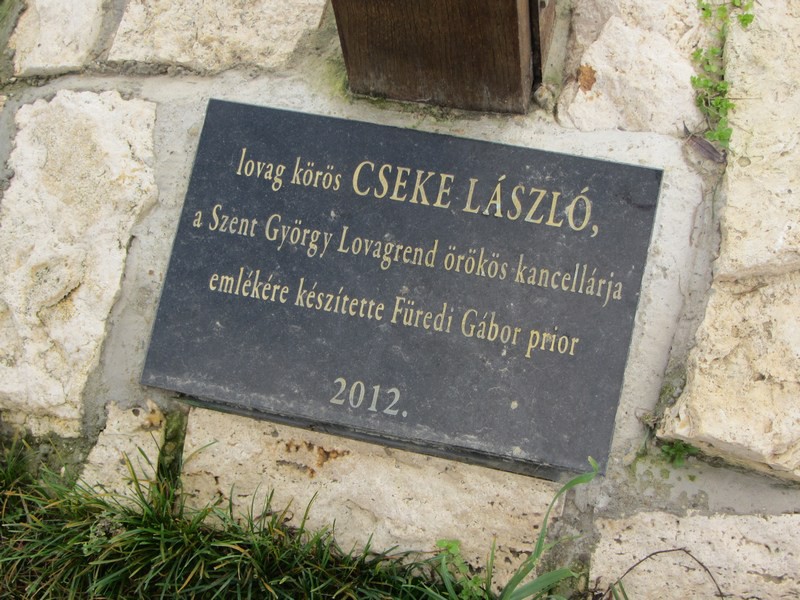 lovag körös CSEKE LÁSZLÓ,
a Szent György Lovagrend örökös kancellárja
emlékére készítette Füredi Gábor prior
2012.